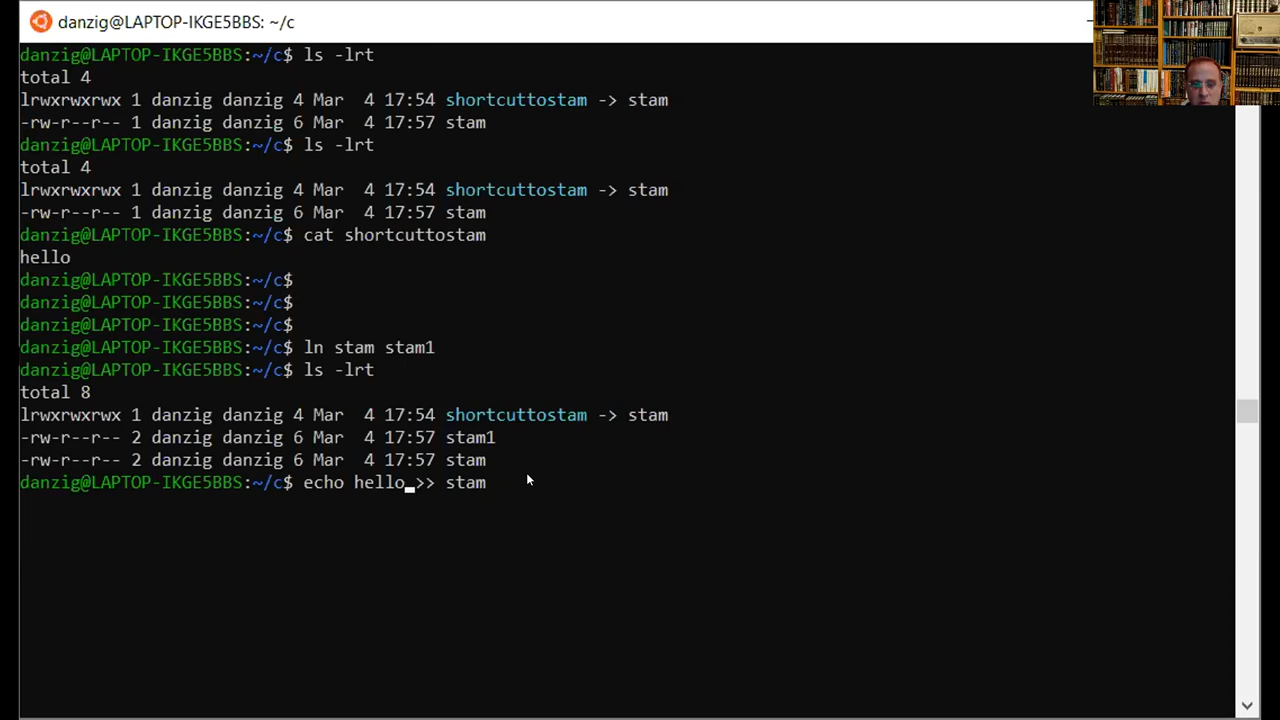 danzig@LAPTOP-IKGE5BBS: ~/c
danzig@LAPTOP-IKGE5BBS:~/c$ ls -lrt
total 4
lrwxrwxrwx 1 danzig danzig 4 Mar  4 17:54 shortcuttostam -> stam
-rw-r--r-- 1 danzig danzig 6 Mar  4 17:57 stam
danzig@LAPTOP-IKGE5BBS:~/c$ ls -lrt
total 4
lrwxrwxrwx 1 danzig danzig 4 Mar  4 17:54 shortcuttostam -> stam
-rw-r--r-- 1 danzig danzig 6 Mar  4 17:57 stam
danzig@LAPTOP-IKGE5BBS:~/c$ cat shortcuttostam
hello
danzig@LAPTOP-IKGE5BBS:~/c$
danzig@LAPTOP-IKGE5BBS:~/c$
danzig@LAPTOP-IKGE5BBS:~/c$
danzig@LAPTOP-IKGE5BBS:~/c$ ln stam stam1
danzig@LAPTOP-IKGE5BBS:~/c$ ls -lrt
total 8
lrwxrwxrwx 1 danzig danzig 4 Mar  4 17:54 shortcuttostam -> stam
-rw-r--r-- 2 danzig danzig 6 Mar  4 17:57 stam1
-rw-r--r-- 2 danzig danzig 6 Mar  4 17:57 stam
danzig@LAPTOP-IKGE5BBS:~/c$ echo hello >> stam